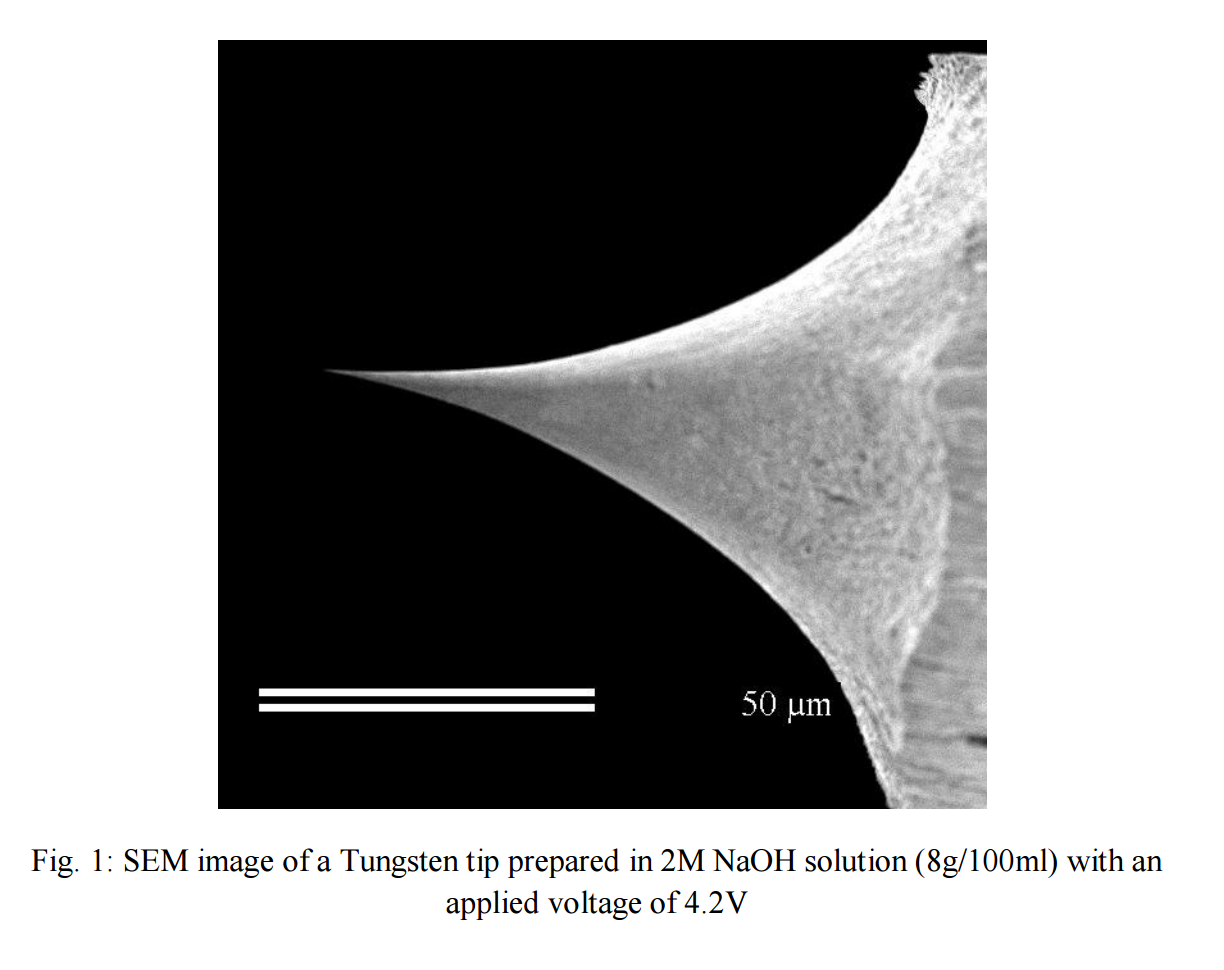 50 μm
Fig. 1: SEM image of a Tungsten tip prepared in 2M NaOH solution (8g/100ml) with an
applied voltage of 4.2V